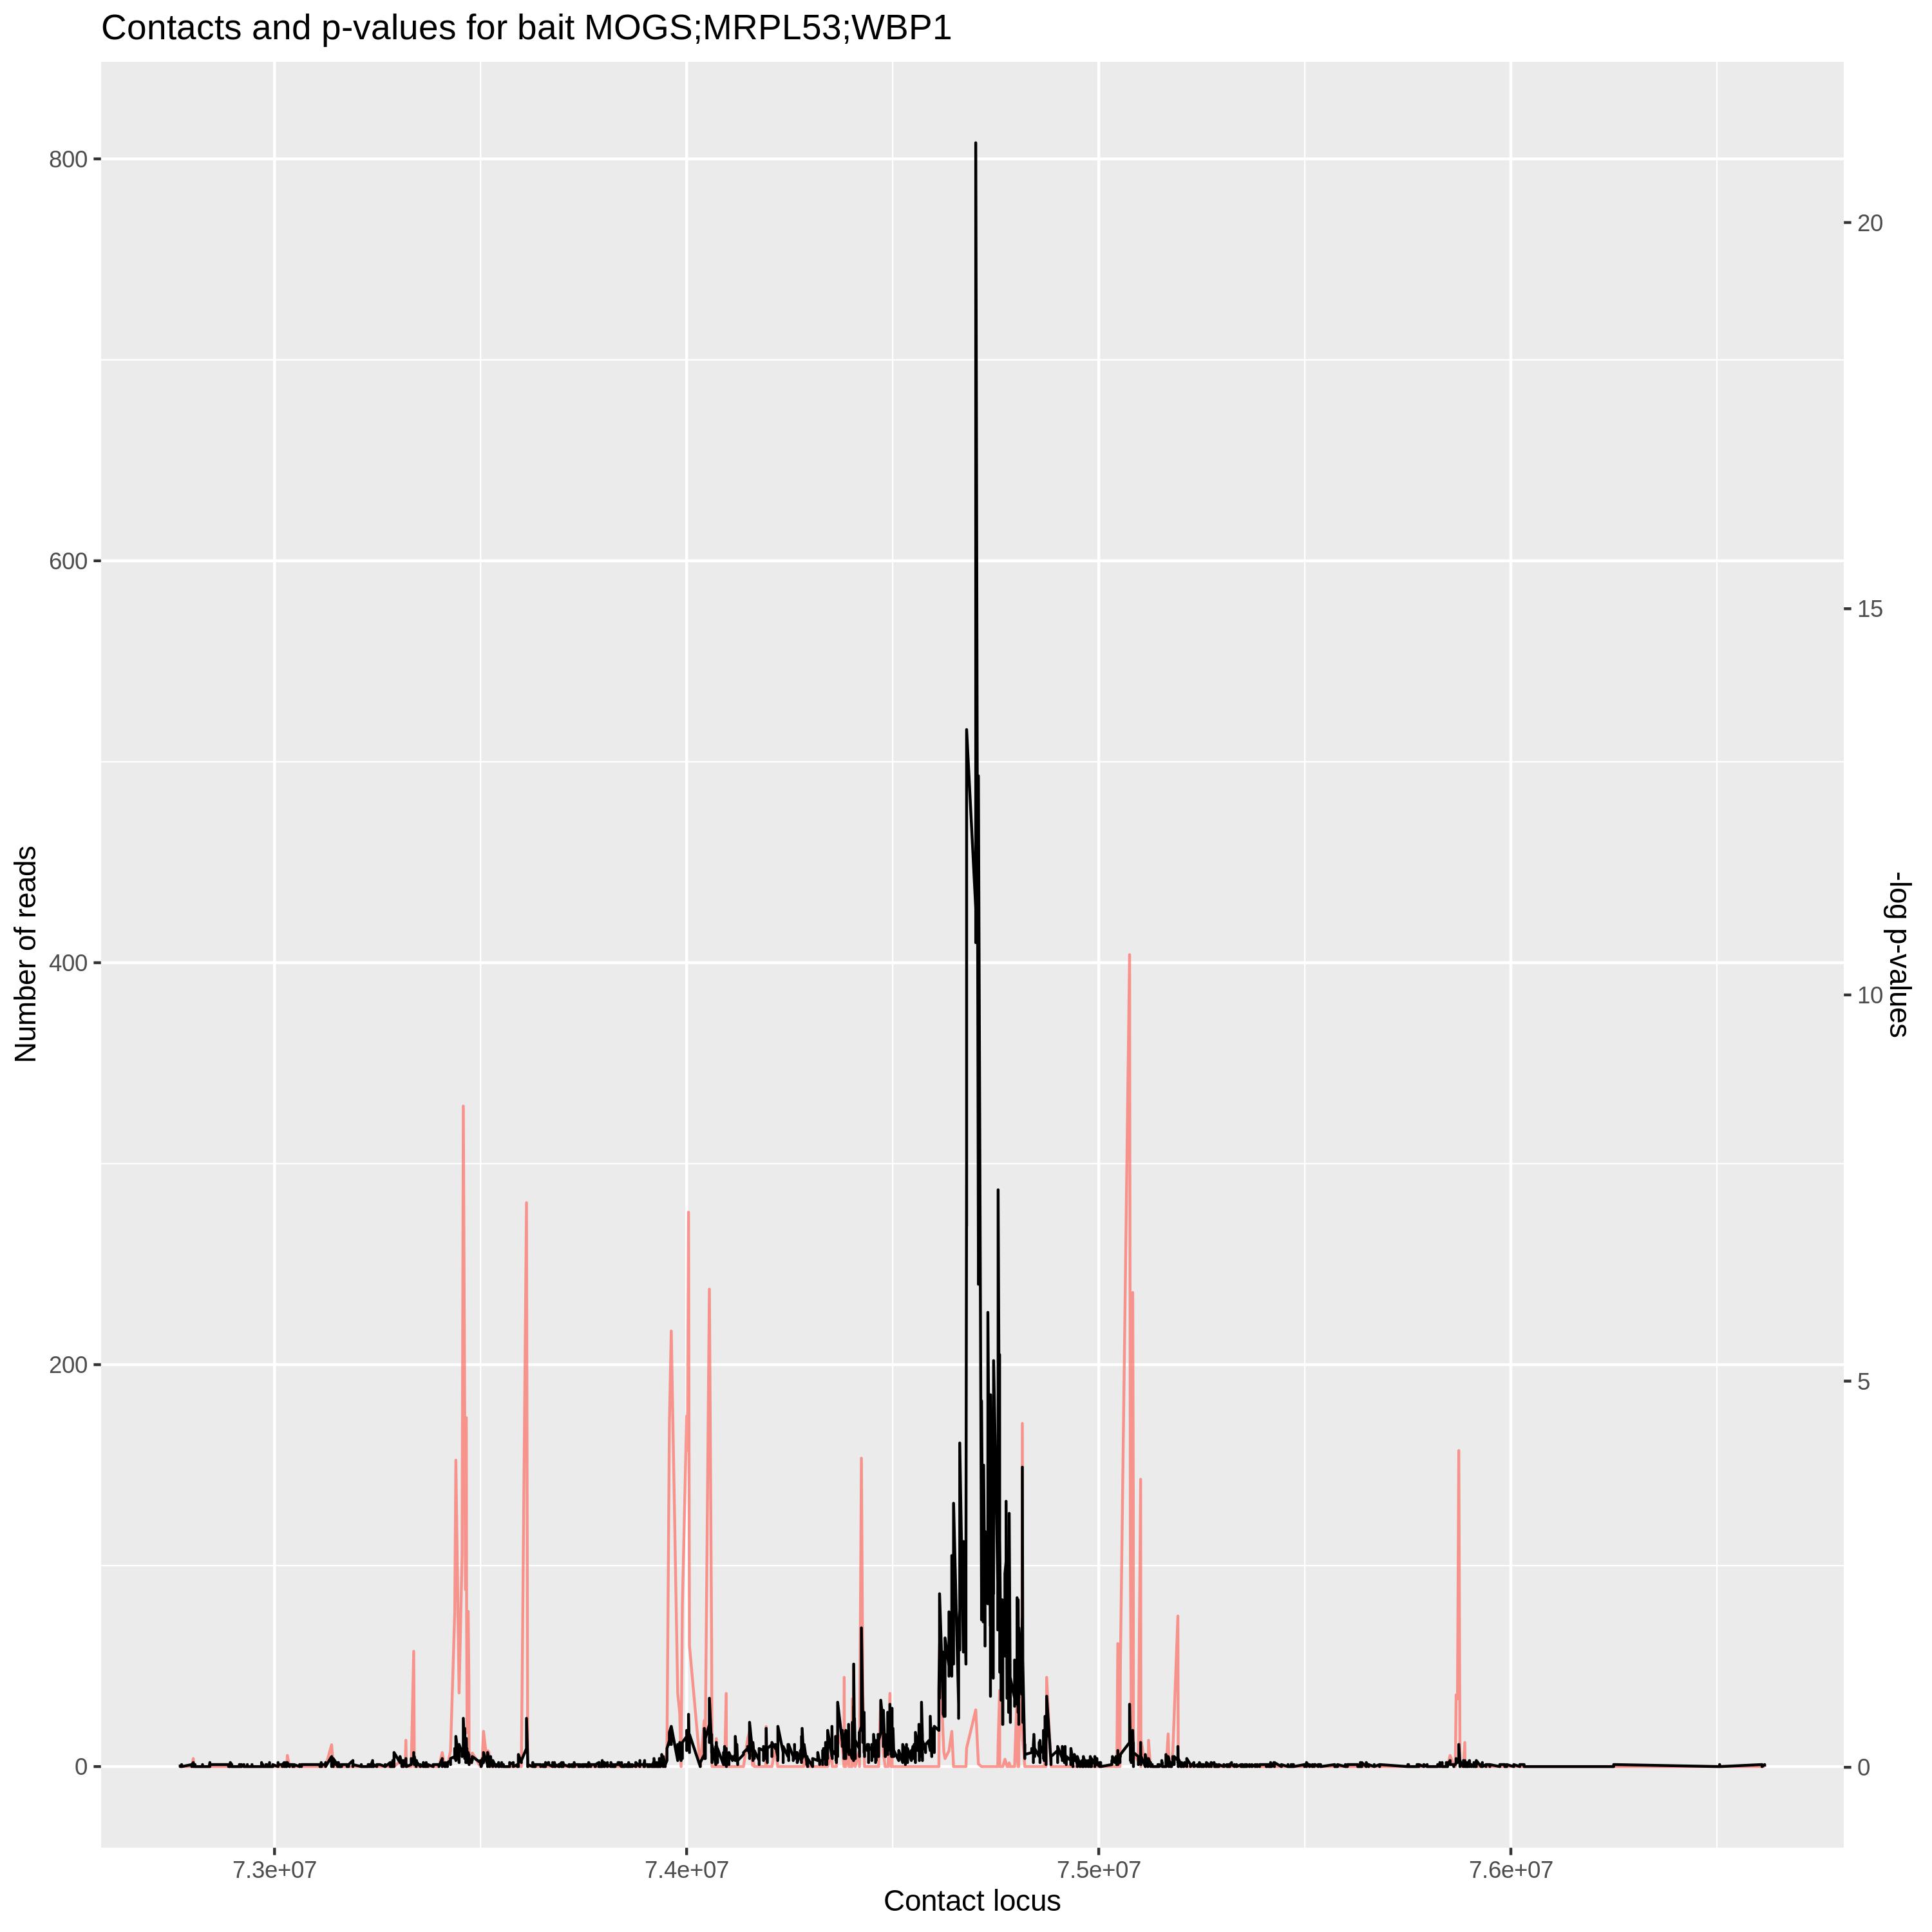 Contacts and p-values for bait MOGS;MRPL53;WBP1
800
600
400
200
0
Number of reads
20
15
10
5
0
-log p-values
7.3e+07
7.4e+07
7.5e+07
7.6e+07
Contact locus